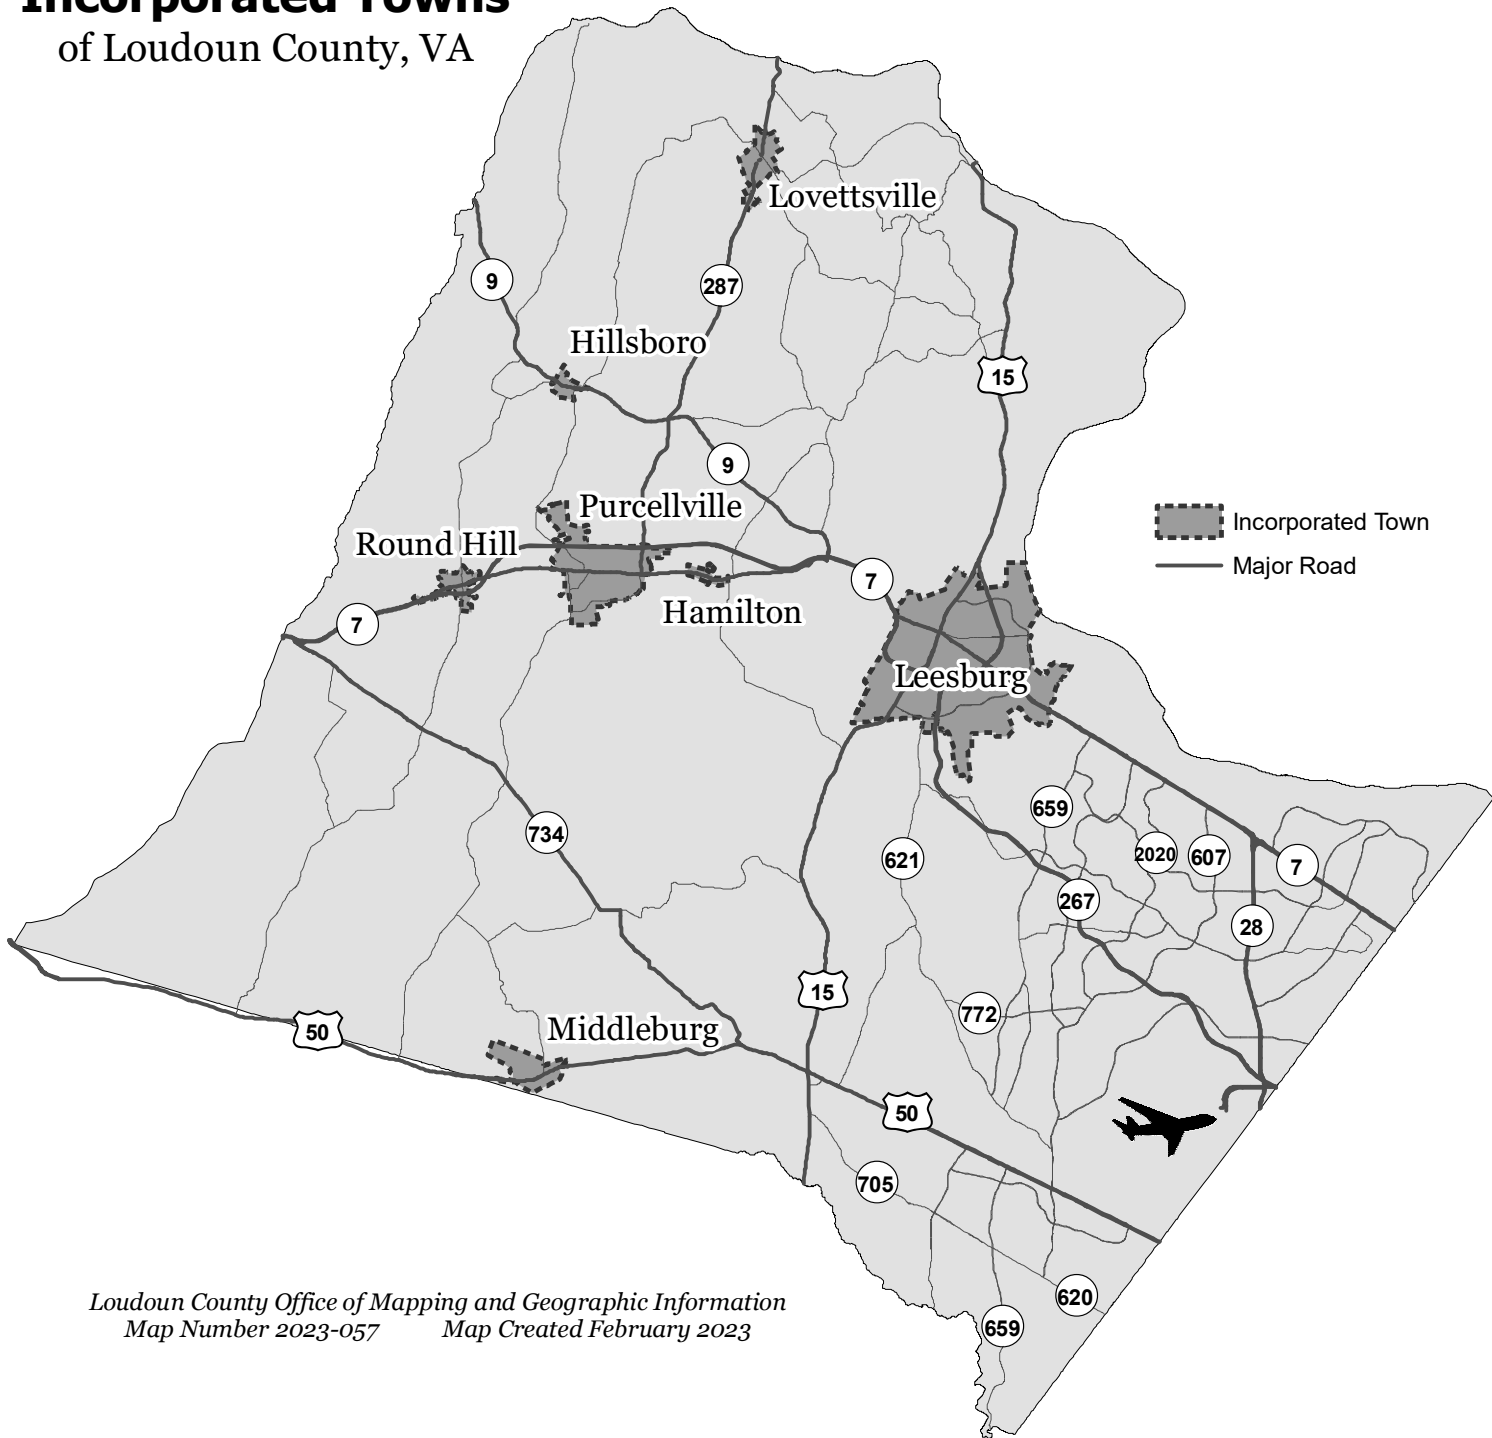 Incorporated Towns
of Loudoun County, VA
Lovettsville
9
287
Hillsboro
15
9
Purcellville
Incorporated Town
Round Hill
Major Road
7
Hamilton
7
Leesburg
659
734
2020
607
621
7
267
28
15
772
Middleburg
50
50
705
620
Loudoun County Office of Mapping and Geographic Information
659
Map Number 2023-057 Map Created February 2023